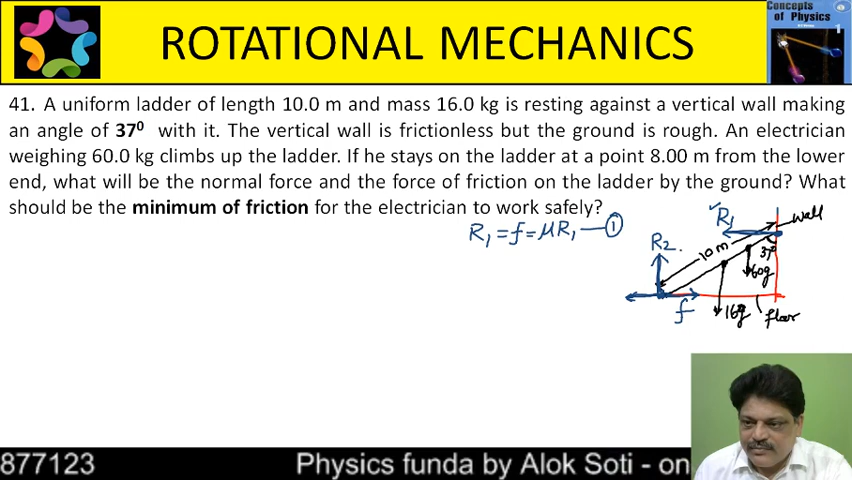 Concepts
of Physics
ROTATIONAL MECHANICS
41. A uniform ladder of length 10.0 m and mass 16.0 kg is resting against a vertical wall making
an angle of 37⁰ with it. The vertical wall is frictionless but the ground is rough. An electrician
weighing 60.0 kg climbs up the ladder. If he stays on the ladder at a point 8.00 m from the lower
end, what will be the normal force and the force of friction on the ladder by the ground? What
should be the minimum of friction for the electrician to work safely?
R₁ = f = μR₁ — ①
✓R₁
wall
R2.
10 m
37⁰
60g
16g
f
floor
877123
Physics funda by Alok Soti - on